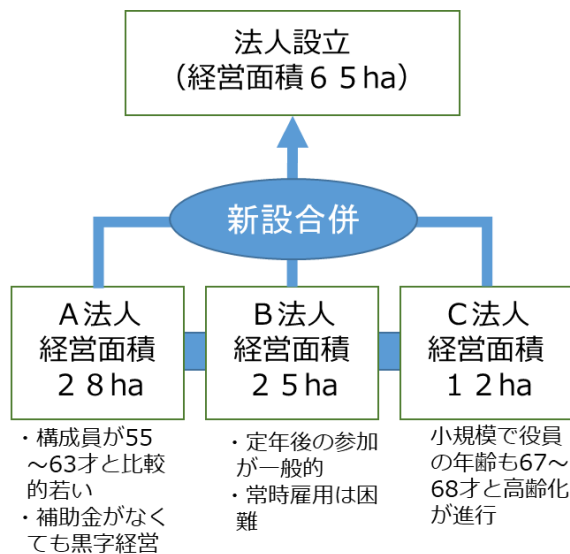 法人設立
（経営面積６５ha）
新設合併
Ａ法人
経営面積
２８ha
Ｂ法人
経営面積
２５ha
Ｃ法人
経営面積
１２ha
・構成員が55
～63才と比較
的若い
・補助金がなく
ても黒字経営
・定年後の参加
が一般的
・常時雇用は困
難
小規模で役員
の年齢も67～
68才と高齢化
が進行